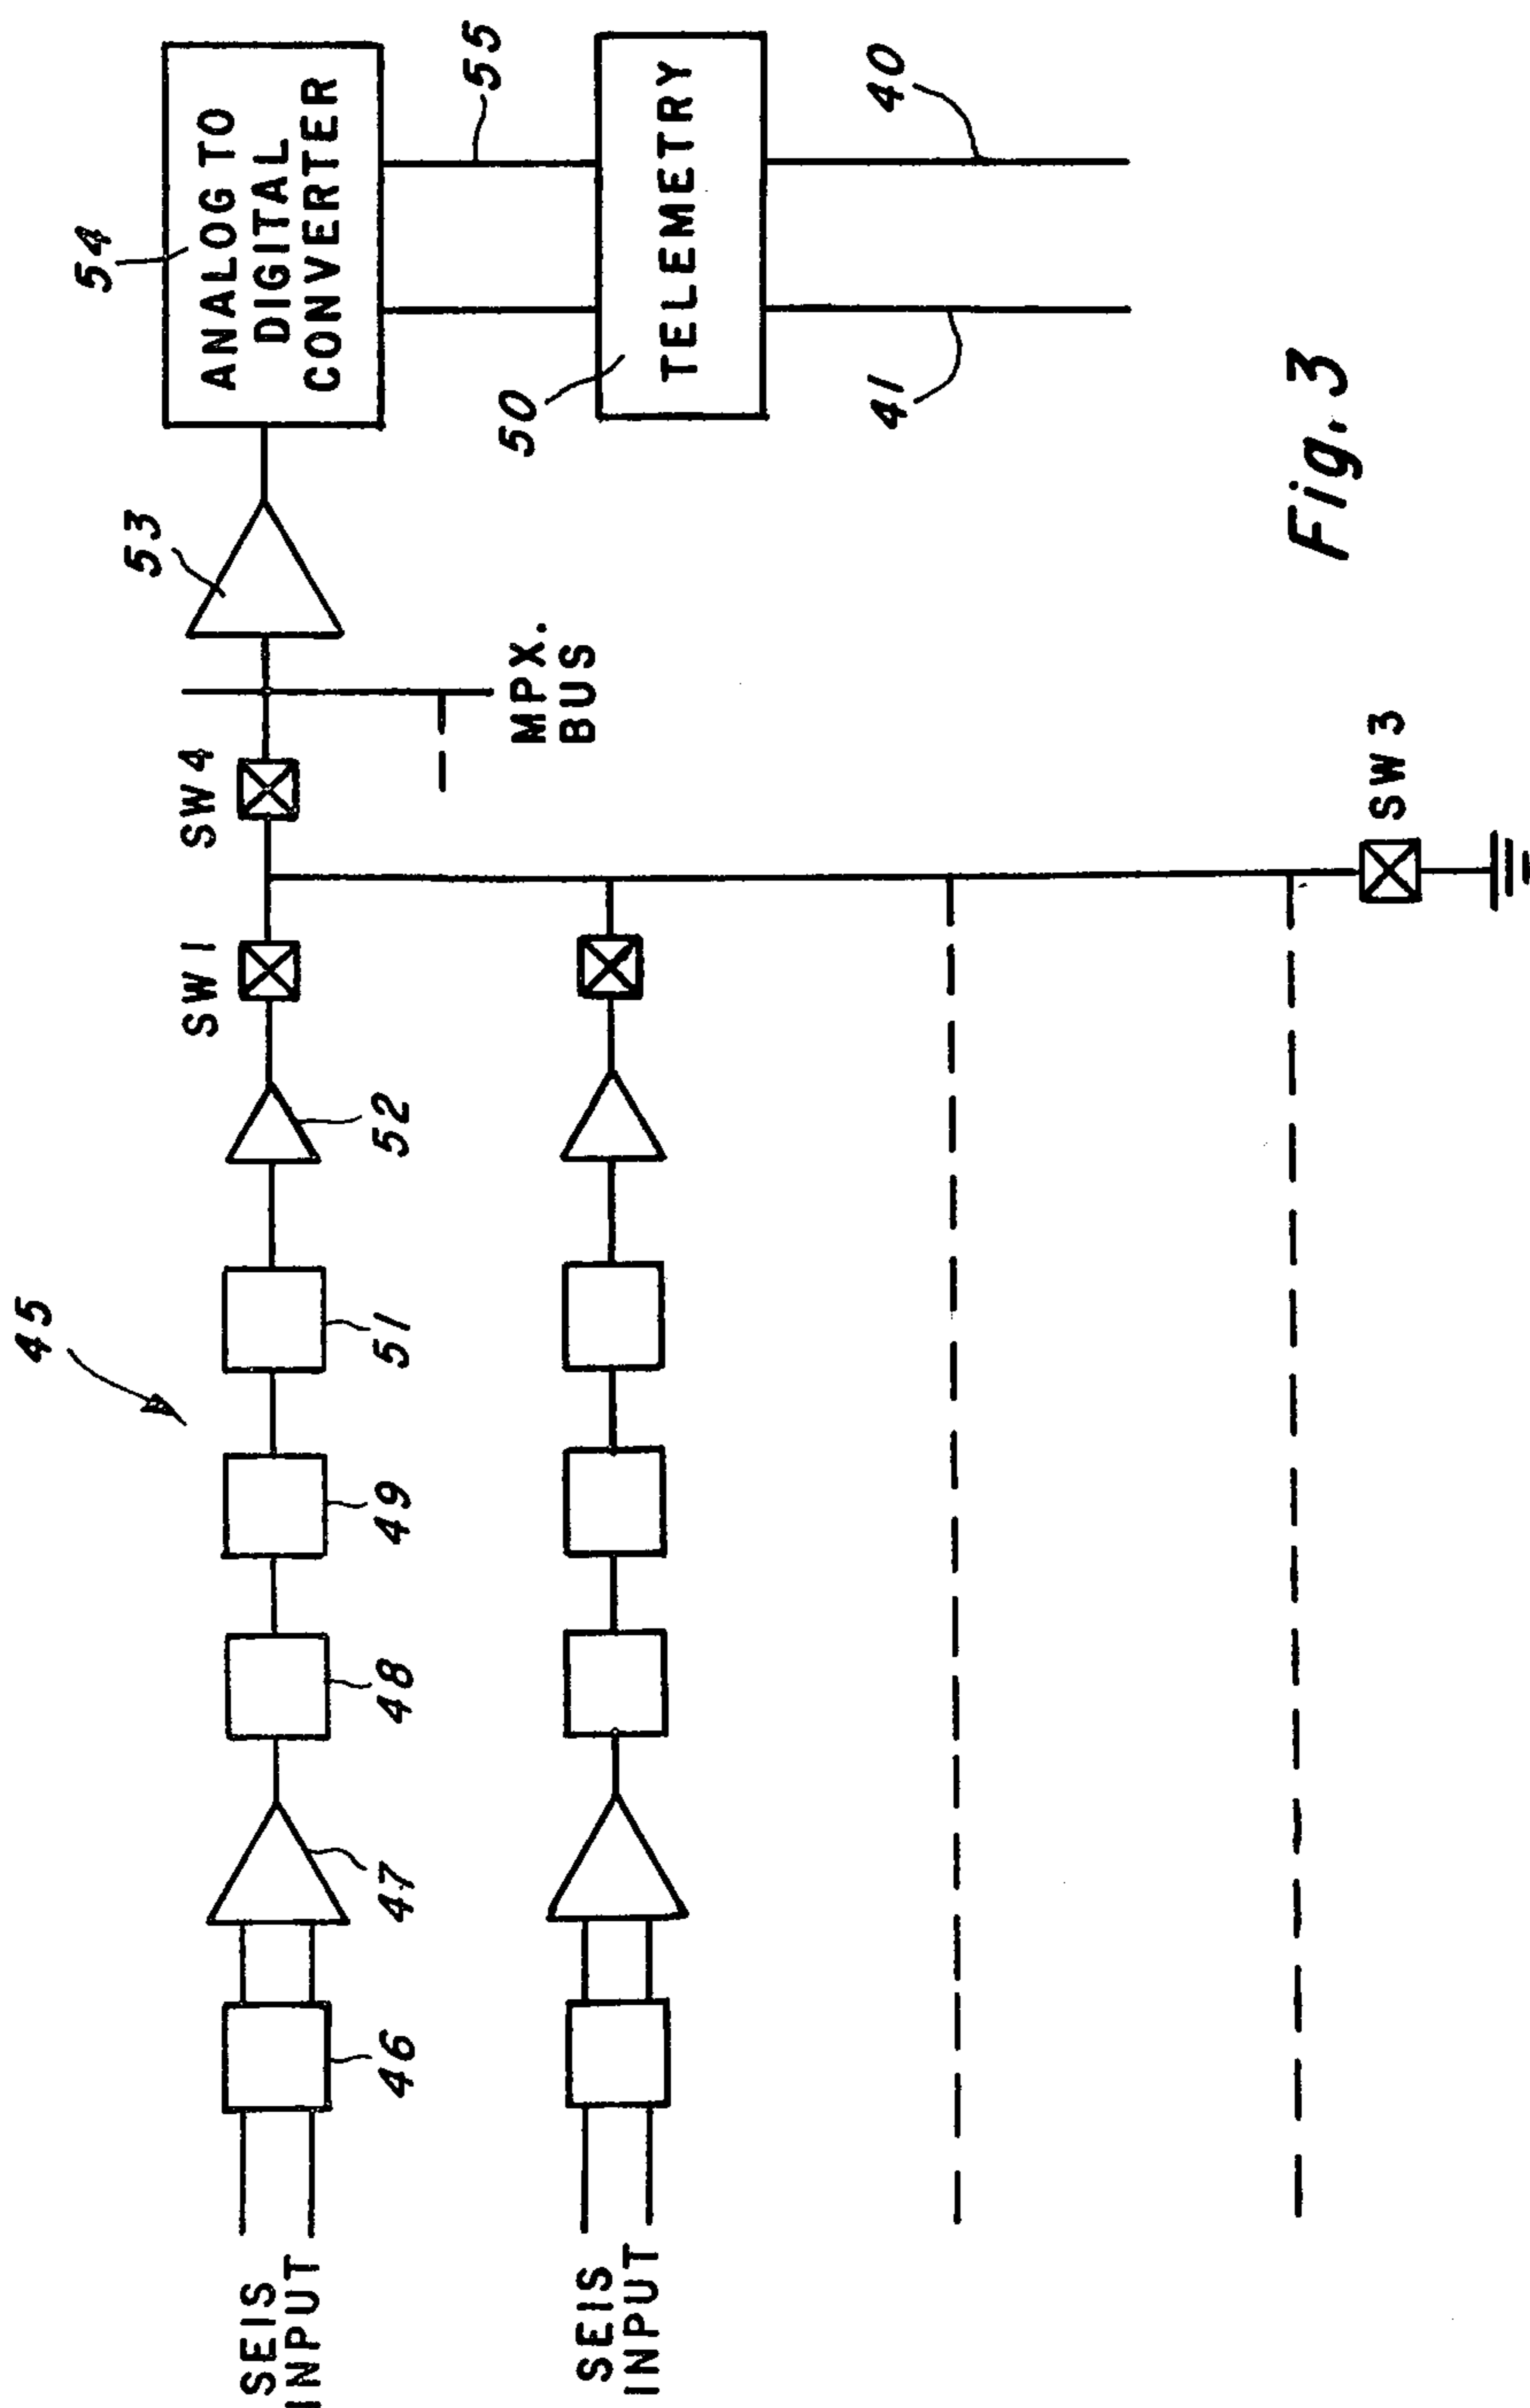 45
54
ANALOG TO
DIGITAL
CONVERTER
SW 1
SW 4
53
SEIS
INPUT
46
47
48
49
51
52
MPX.
BUS
55
50
TELEMETRY
SEIS
INPUT
41
40
SW 3
Fig. 3